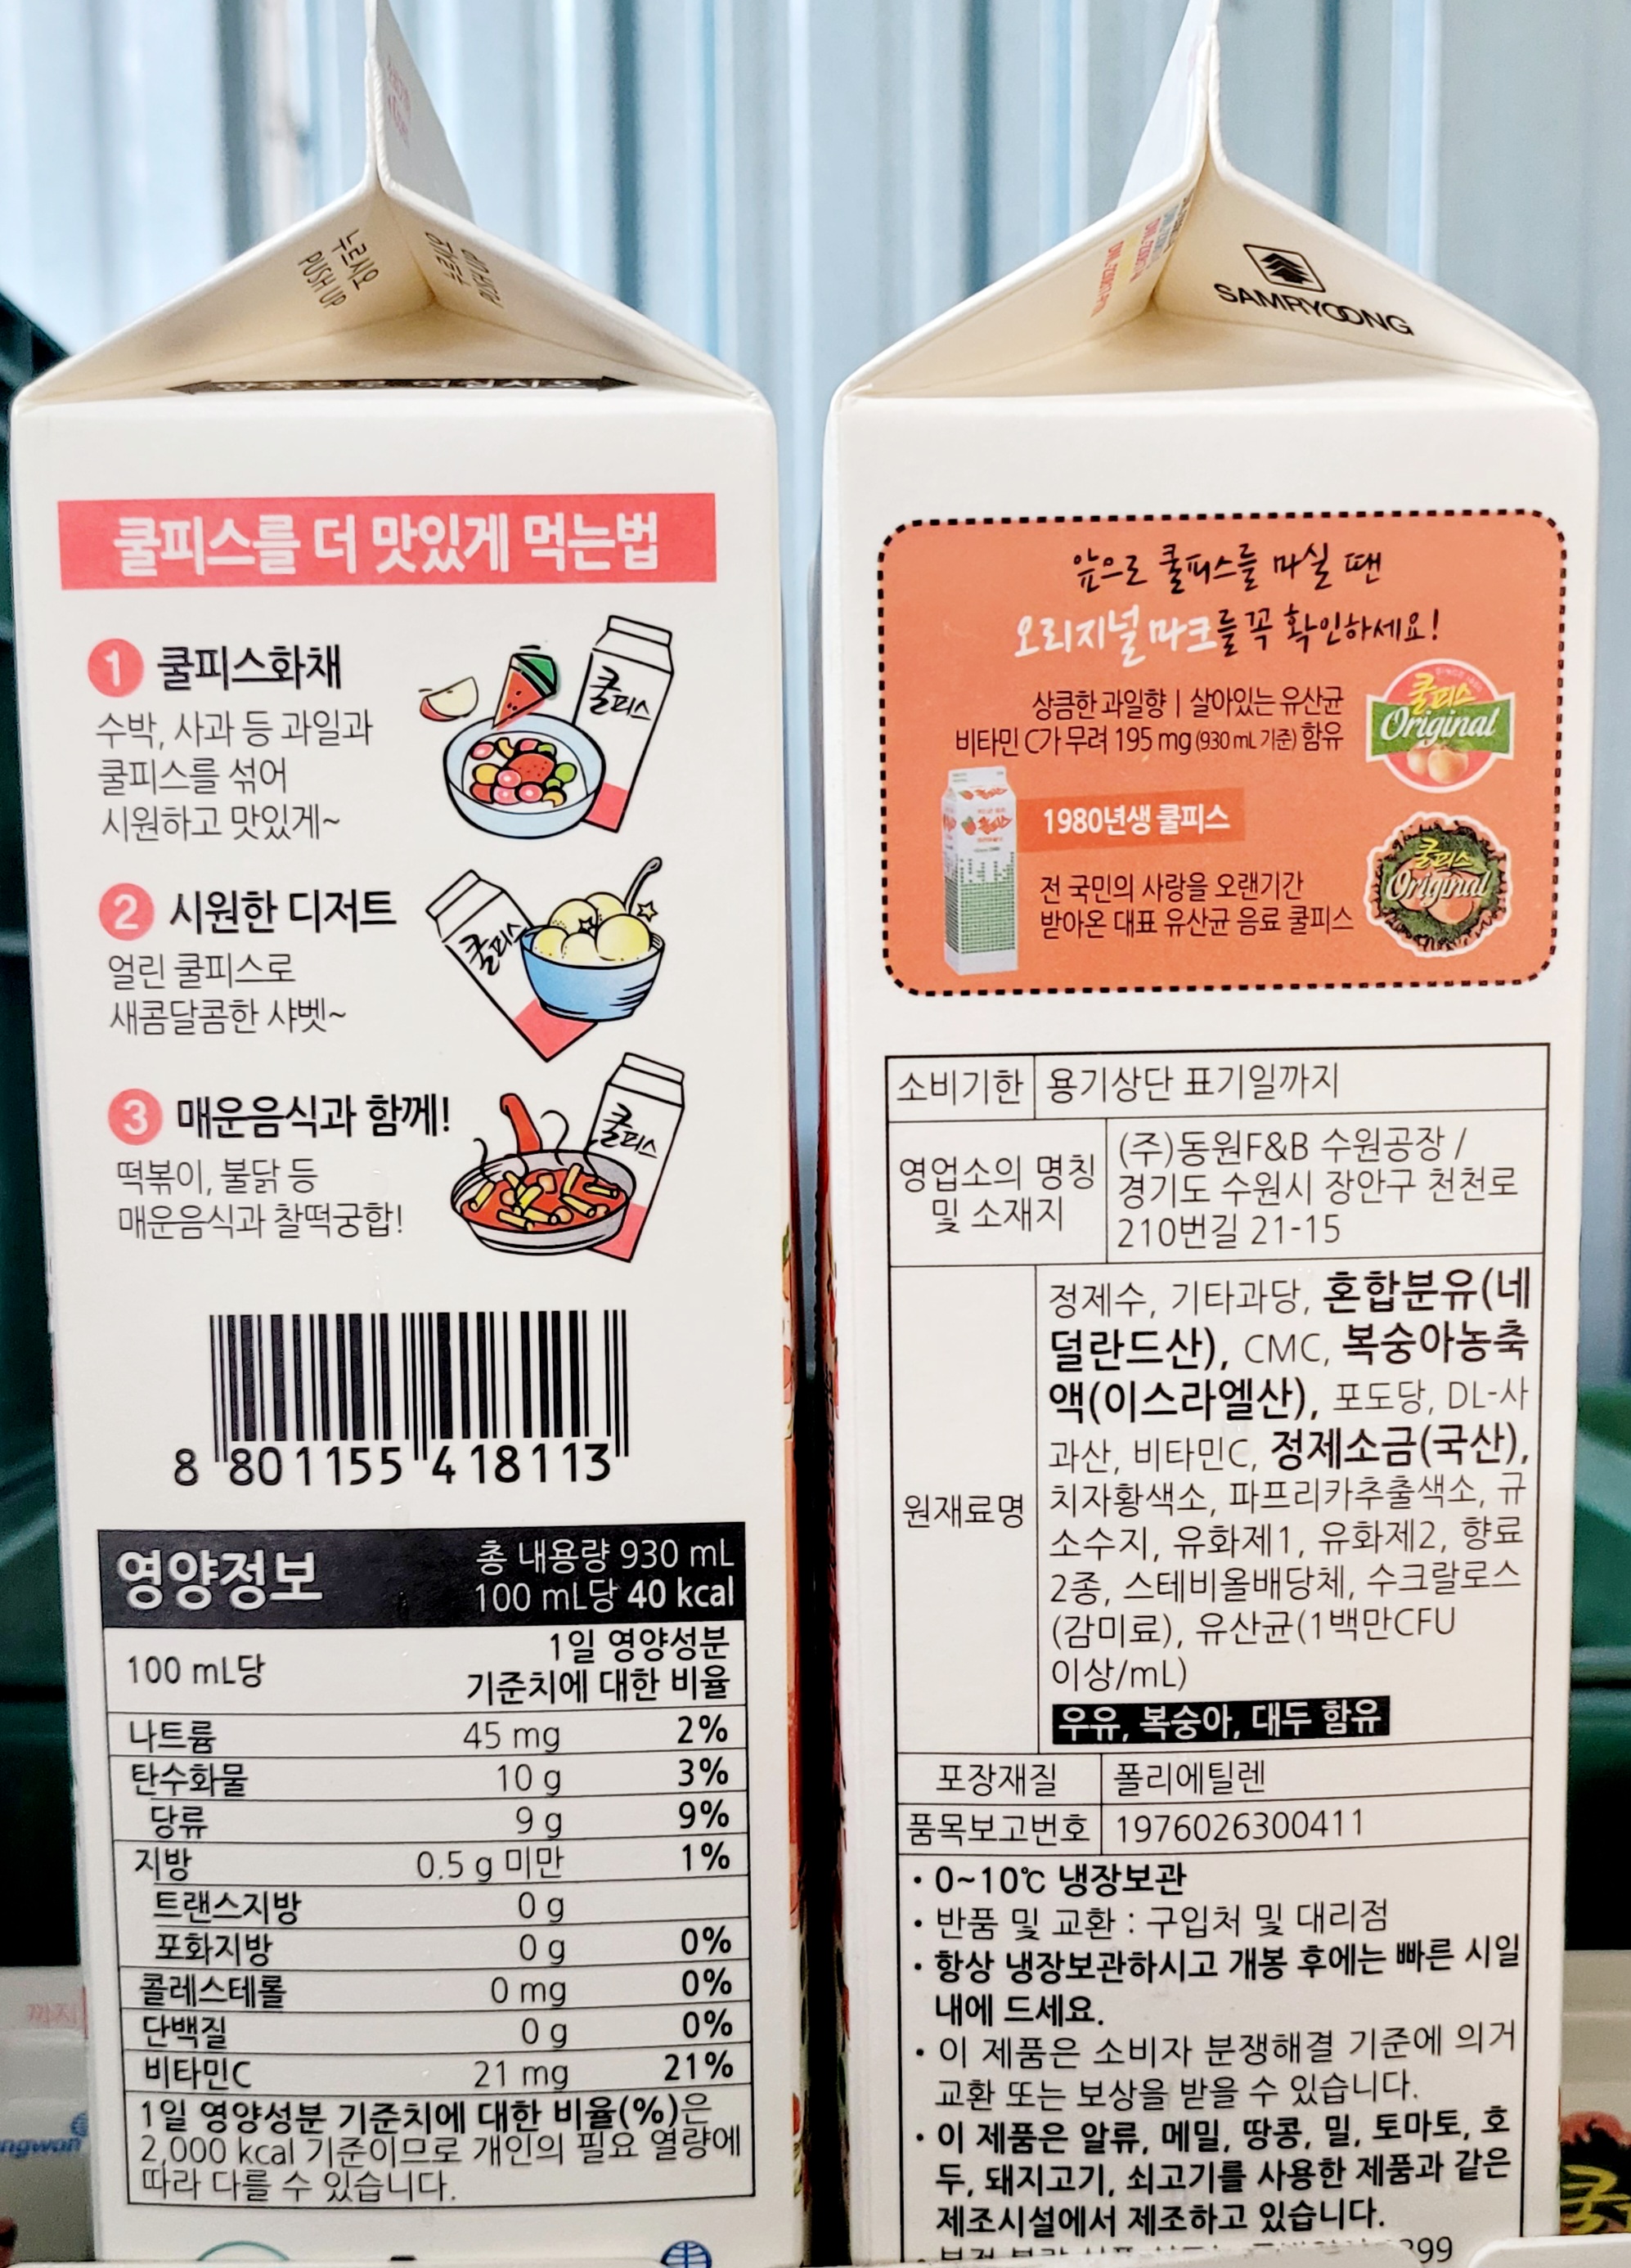 누르시오
PUSH UP
누르시오
PUSH UP
양쪽으로 여십시오
쿨피스를 더 맛있게 먹는법
1 쿨피스화채
수박, 사과 등 과일과
쿨피스를 섞어
시원하고 맛있게~
쿨피스
2 시원한 디저트
얼린 쿨피스로
새콤달콤한 샤벳~
쿨피스
3 매운음식과 함께!
떡볶이, 불닭 등
매운음식과 찰떡궁합!
쿨피스
8 801155 418113
영양정보
총 내용량 930 mL
100 mL당 40 kcal
100 mL당
1일 영양성분
기준치에 대한 비율
나트륨 45 mg 2%
탄수화물 10 g 3%
당류 9 g 9%
지방 0.5 g 미만 1%
트랜스지방 0 g
포화지방 0 g 0%
콜레스테롤 0 mg 0%
단백질 0 g 0%
비타민C 21 mg 21%
1일 영양성분 기준치에 대한 비율(%)은
2,000 kcal 기준이므로 개인의 필요 열량에
따라 다를 수 있습니다.
SAMRYOONG
앞으로 쿨피스를 마실 땐
오리지널 마크를 꼭 확인하세요!
상큼한 과일향 | 살아있는 유산균
비타민 C가 무려 195 mg (930 mL 기준) 함유
쿨피스
Original
1980년생 쿨피스
전 국민의 사랑을 오랜기간
받아온 대표 유산균 음료 쿨피스
쿨피스
Original
소비기한 용기상단 표기일까지
영업소의 명칭
및 소재지
(주)동원F&B 수원공장 /
경기도 수원시 장안구 천천로
210번길 21-15
원재료명
정제수, 기타과당, 혼합분유(네
덜란드산), CMC, 복숭아농축
액(이스라엘산), 포도당, DL-사
과산, 비타민C, 정제소금(국산),
치자황색소, 파프리카추출색소, 규
소수지, 유화제1, 유화제2, 향료
2종, 스테비올배당체, 수크랄로스
(감미료), 유산균(1백만CFU
이상/mL)
우유, 복숭아, 대두 함유
포장재질 폴리에틸렌
품목보고번호 1976026300411
• 0~10℃ 냉장보관
• 반품 및 교환 : 구입처 및 대리점
• 항상 냉장보관하시고 개봉 후에는 빠른 시일
내에 드세요.
• 이 제품은 소비자 분쟁해결 기준에 의거
교환 또는 보상을 받을 수 있습니다.
• 이 제품은 알류, 메밀, 땅콩, 밀, 토마토, 호
두, 돼지고기, 쇠고기를 사용한 제품과 같은
제조시설에서 제조하고 있습니다.